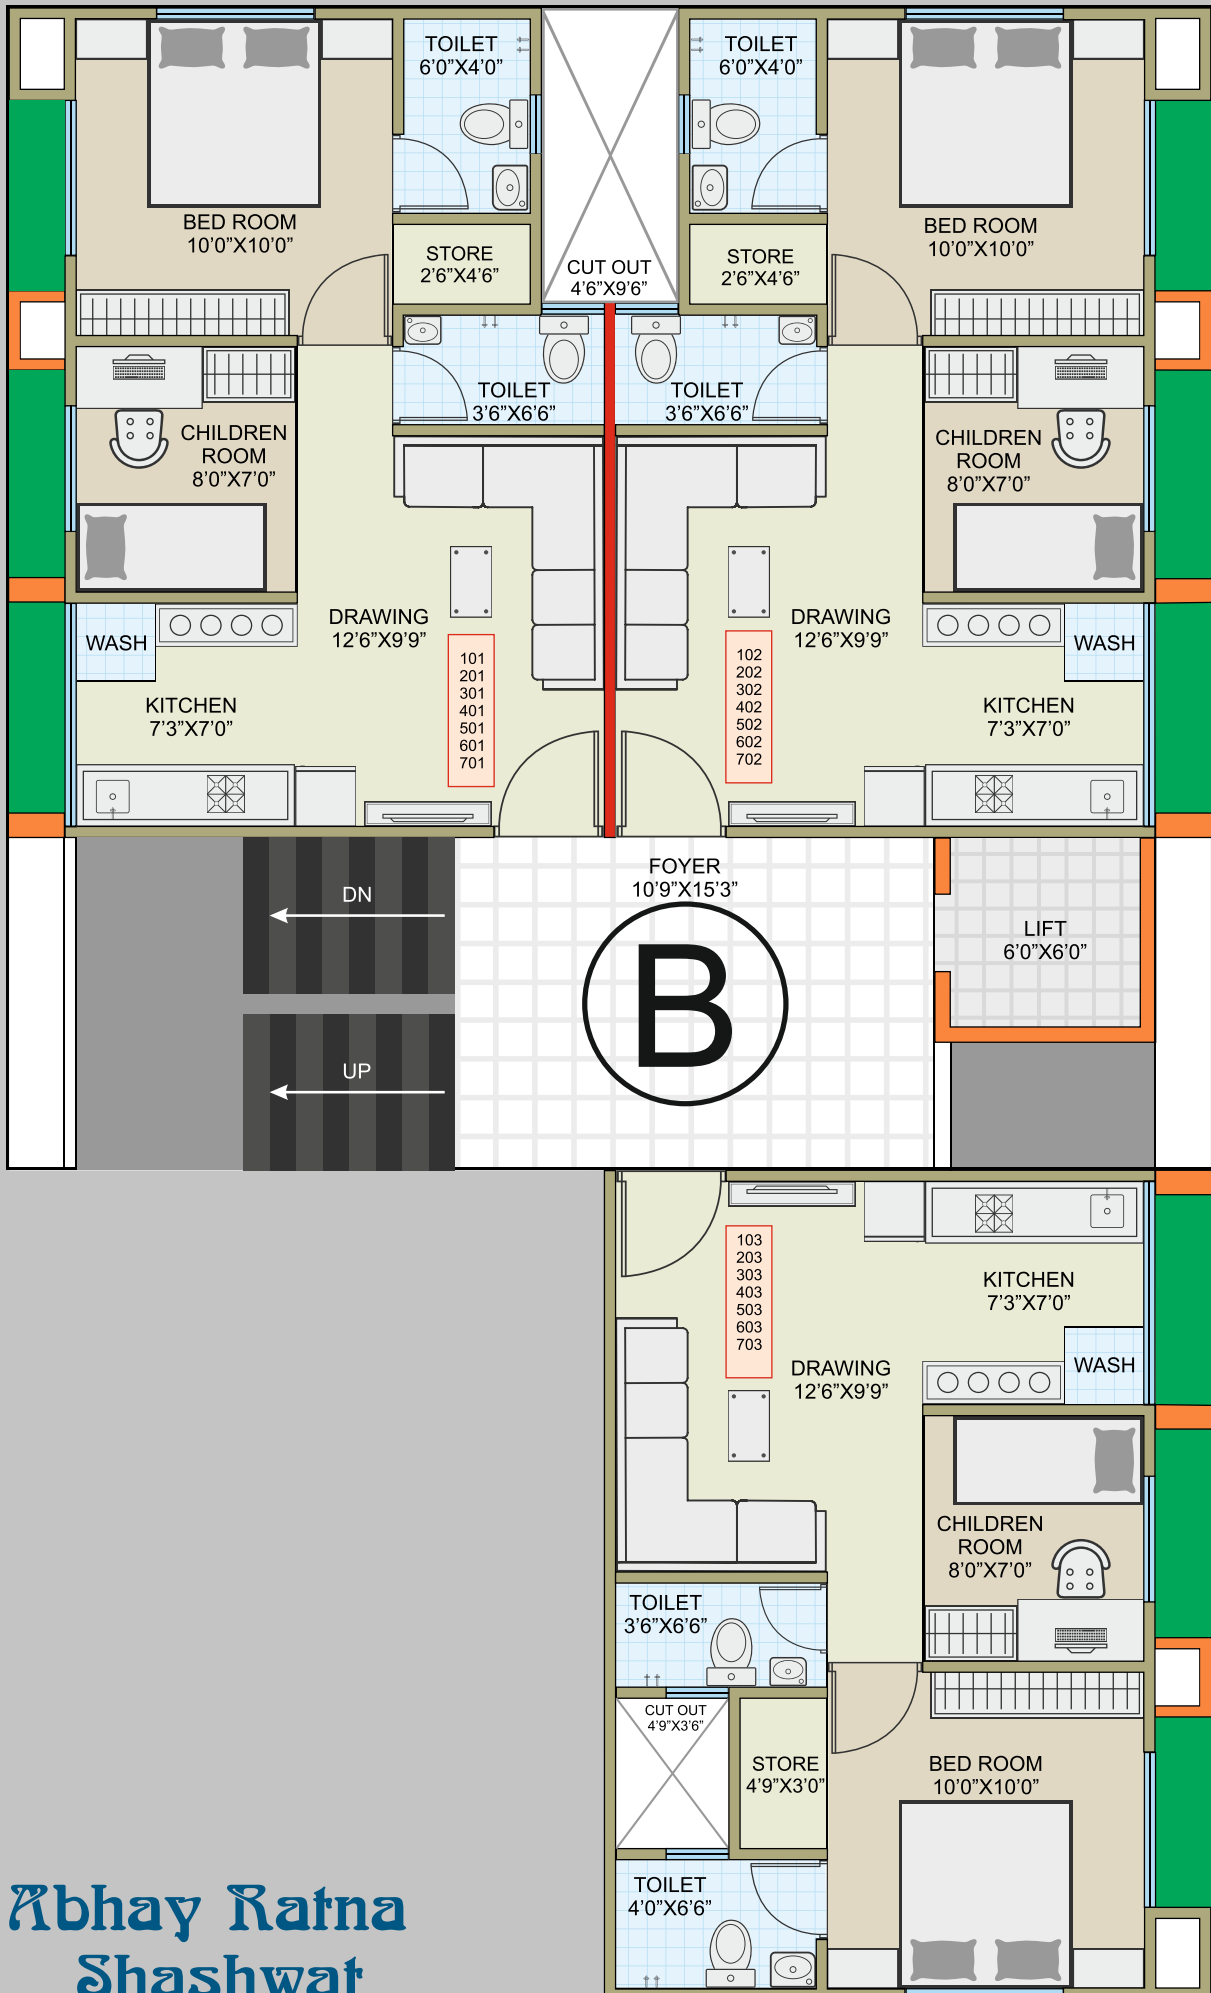 TOILET
6'0"X4'0"
TOILET
6'0"X4'0"
BED ROOM
10'0"X10'0"
BED ROOM
10'0"X10'0"
STORE
2'6"X4'6"
CUT OUT
4'6"X9'6"
STORE
2'6"X4'6"
TOILET
3'6"X6'6"
TOILET
3'6"X6'6"
CHILDREN
ROOM
8'0"X7'0"
CHILDREN
ROOM
8'0"X7'0"
WASH
DRAWING
12'6"X9'9"
DRAWING
12'6"X9'9"
WASH
101
201
301
401
501
601
701
102
202
302
402
502
602
702
KITCHEN
7'3"X7'0"
KITCHEN
7'3"X7'0"
DN
FOYER
10'9"X15'3"
LIFT
6'0"X6'0"
B
UP
103
203
303
403
503
603
703
KITCHEN
7'3"X7'0"
DRAWING
12'6"X9'9"
WASH
CHILDREN
ROOM
8'0"X7'0"
TOILET
3'6"X6'6"
CUT OUT
4'9"X3'6"
STORE
4'9"X3'0"
BED ROOM
10'0"X10'0"
TOILET
4'0"X6'6"
Abhay Ratna
Shashwat